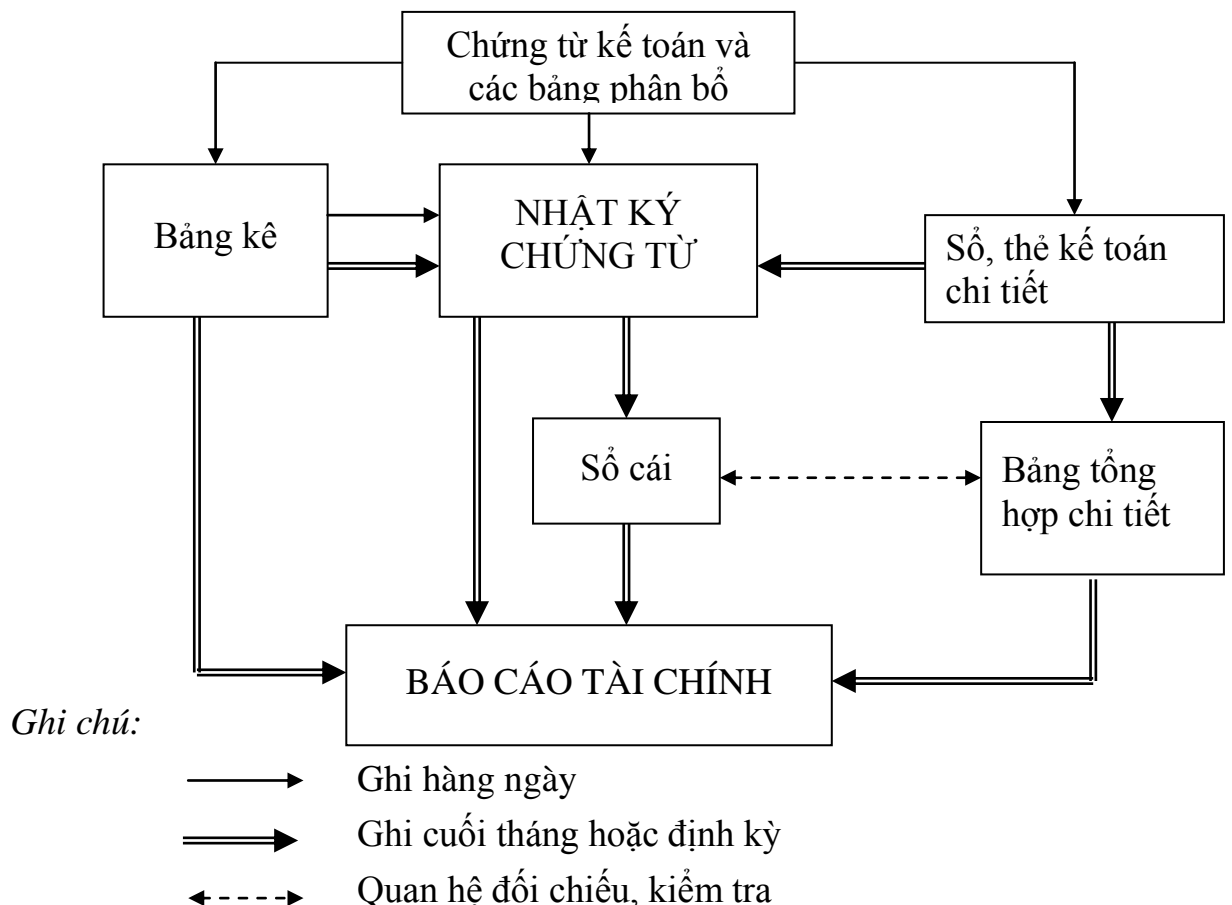 Chứng từ kế toán và
các bảng phân bổ
Bảng kê
NHẬT KÝ
CHỨNG TỪ
Sổ, thẻ kế toán
chi tiết
Sổ cái
Bảng tổng
hợp chi tiết
BÁO CÁO TÀI CHÍNH
Ghi chú:
Ghi hàng ngày
Ghi cuối tháng hoặc định kỳ
Quan hệ đối chiếu, kiểm tra